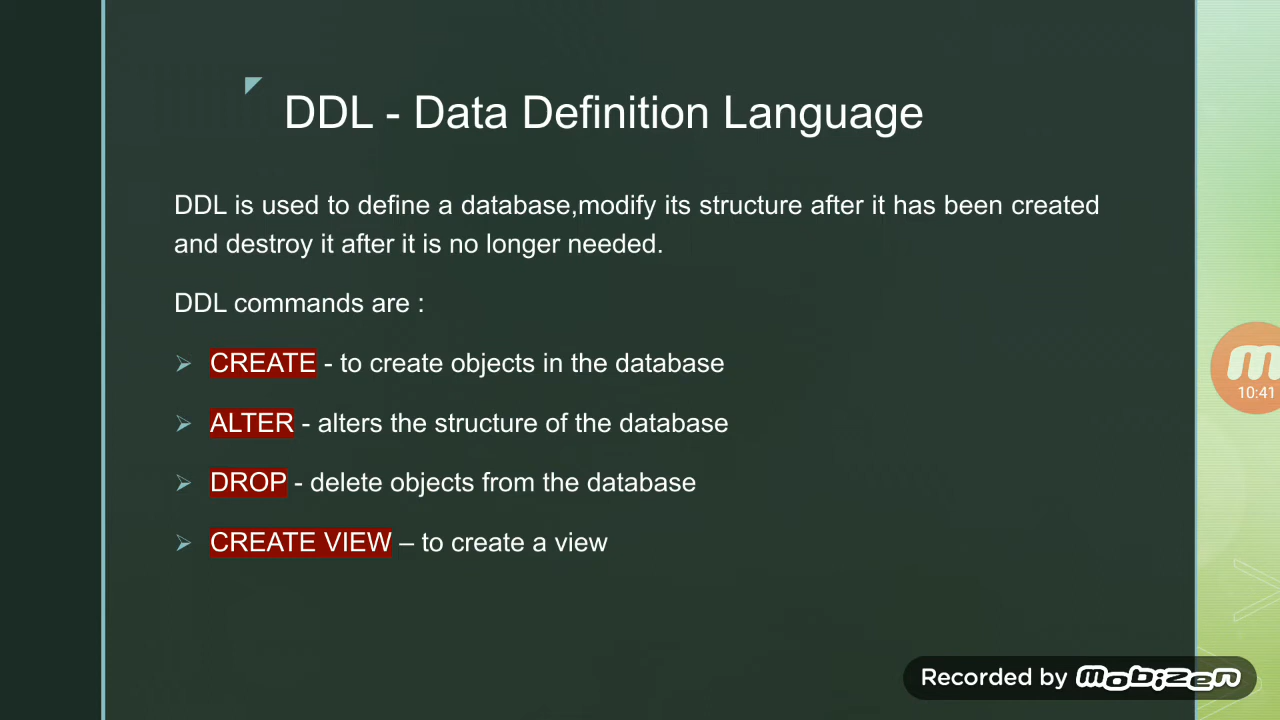 DDL - Data Definition Language
DDL is used to define a database,modify its structure after it has been created
and destroy it after it is no longer needed.
DDL commands are :
CREATE - to create objects in the database
ALTER - alters the structure of the database
DROP - delete objects from the database
CREATE VIEW – to create a view
10:41
Recorded by mobizen